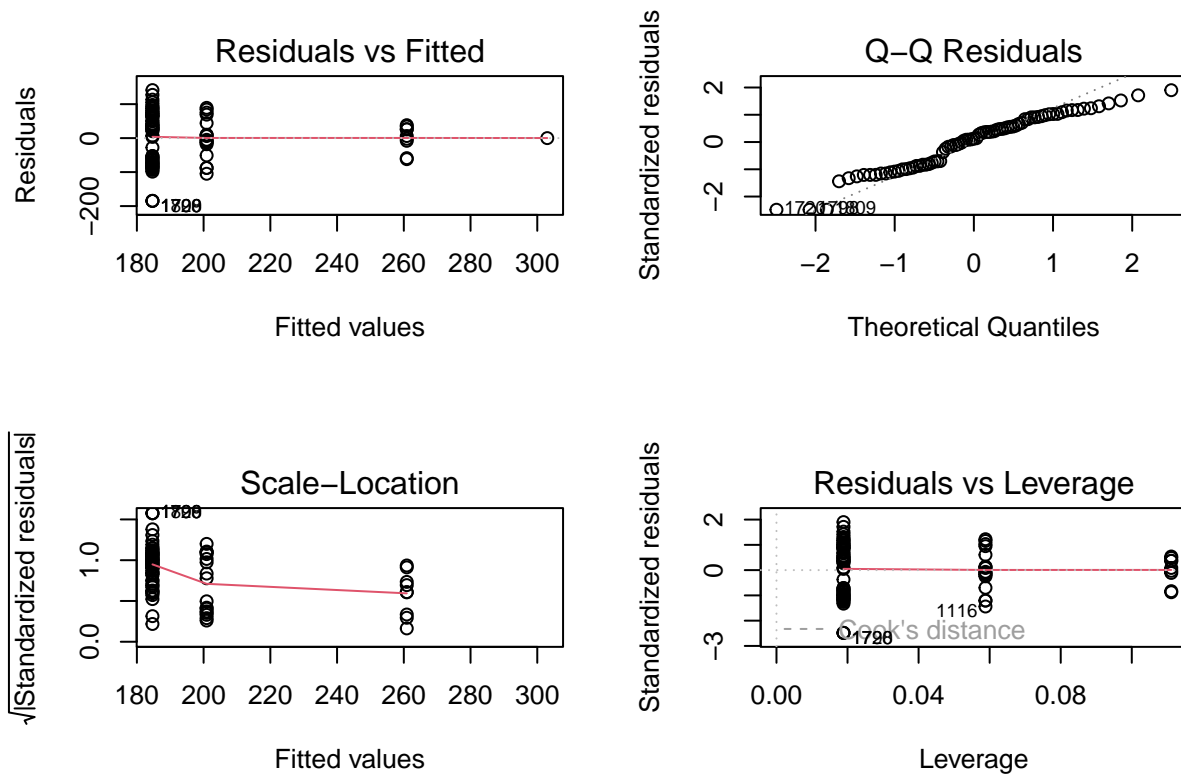 Residuals vs Fitted
Residuals
0
−200
180 200 220 240 260 280 300
Fitted values
Q−Q Residuals
Standardized residuals
2
0
−2
−2 −1 0 1 2
Theoretical Quantiles
Scale−Location
√|Standardized residuals|
1.0
0.0
180 200 220 240 260 280 300
Fitted values
Residuals vs Leverage
Standardized residuals
2
0
−3
1116
Cook's distance
0.00 0.04 0.08
Leverage